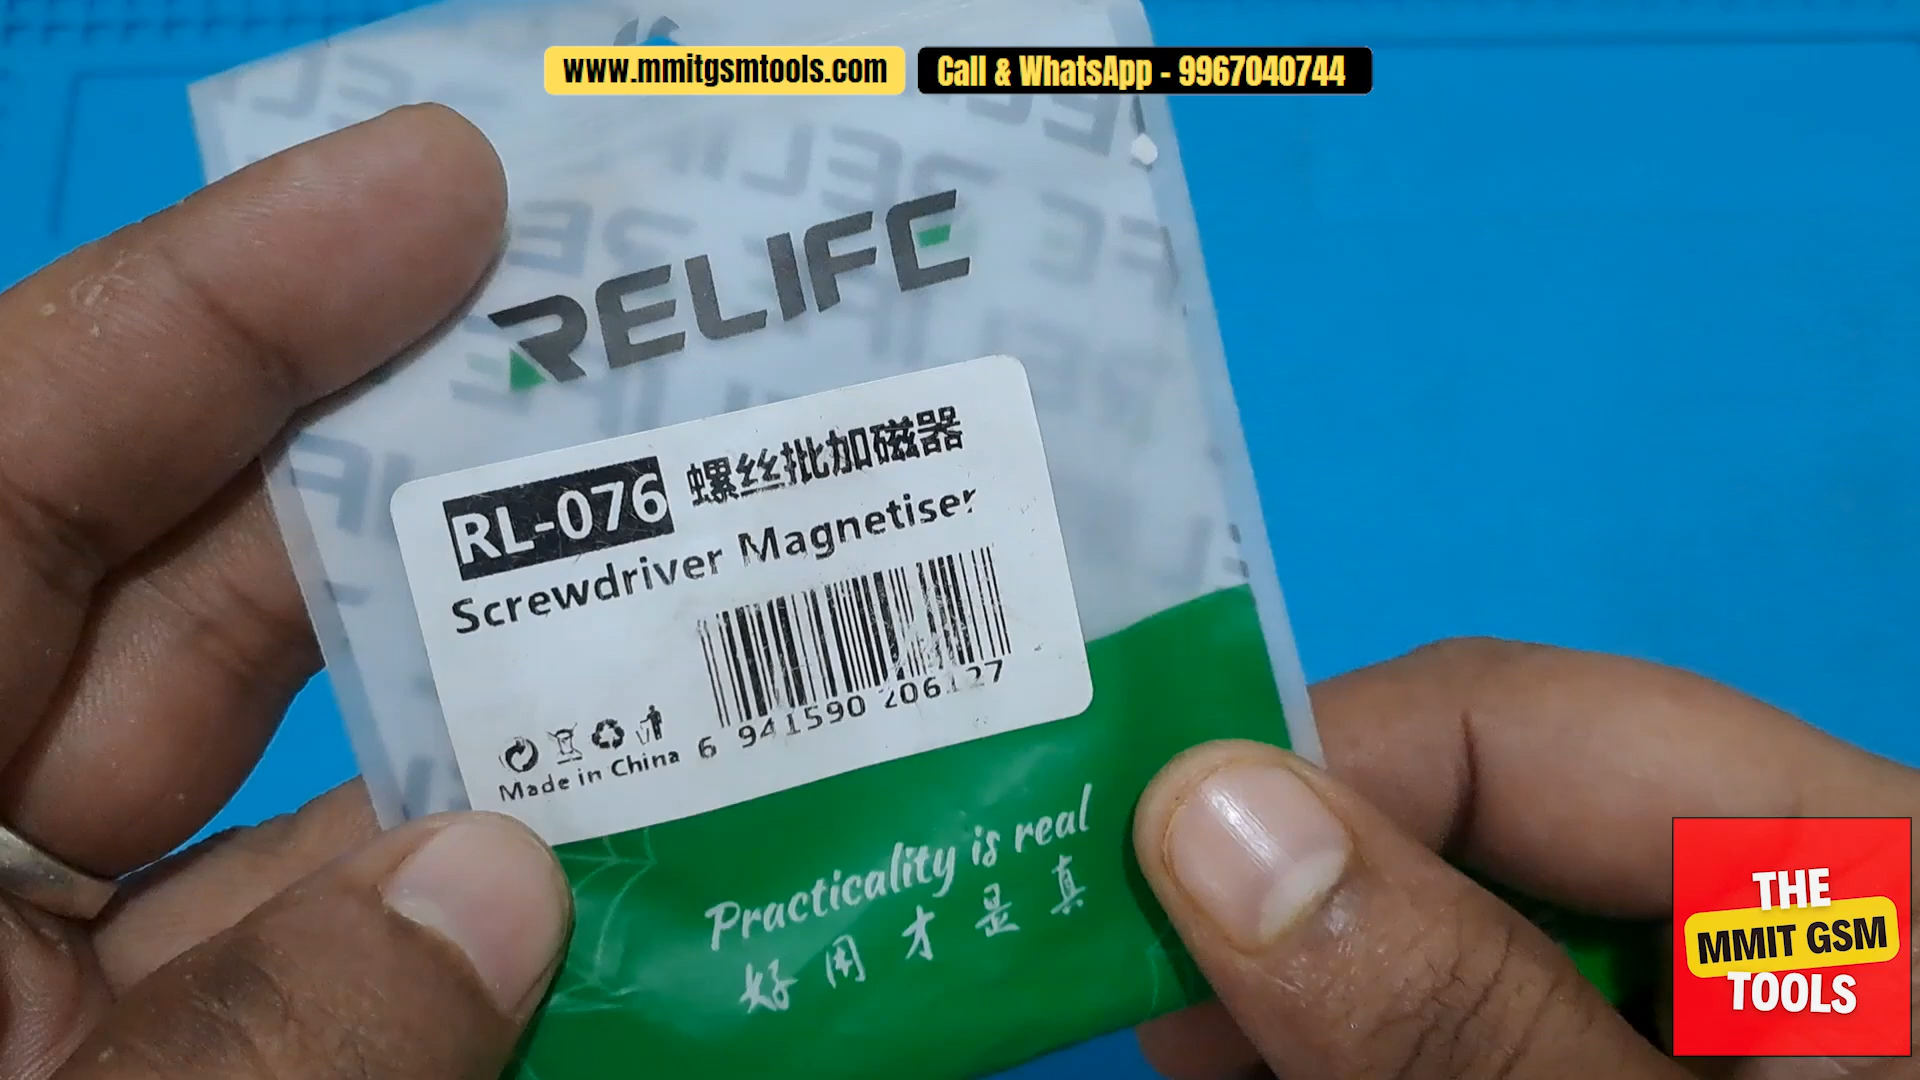 www.mmitgsmtools.com
Call & WhatsApp - 9967040744
RELIFE
RL-076 螺丝批加磁器
Screwdriver Magnetiser
6 941590 206127
Made in China
Practicality is real
好用才是真
THE
MMIT GSM
TOOLS